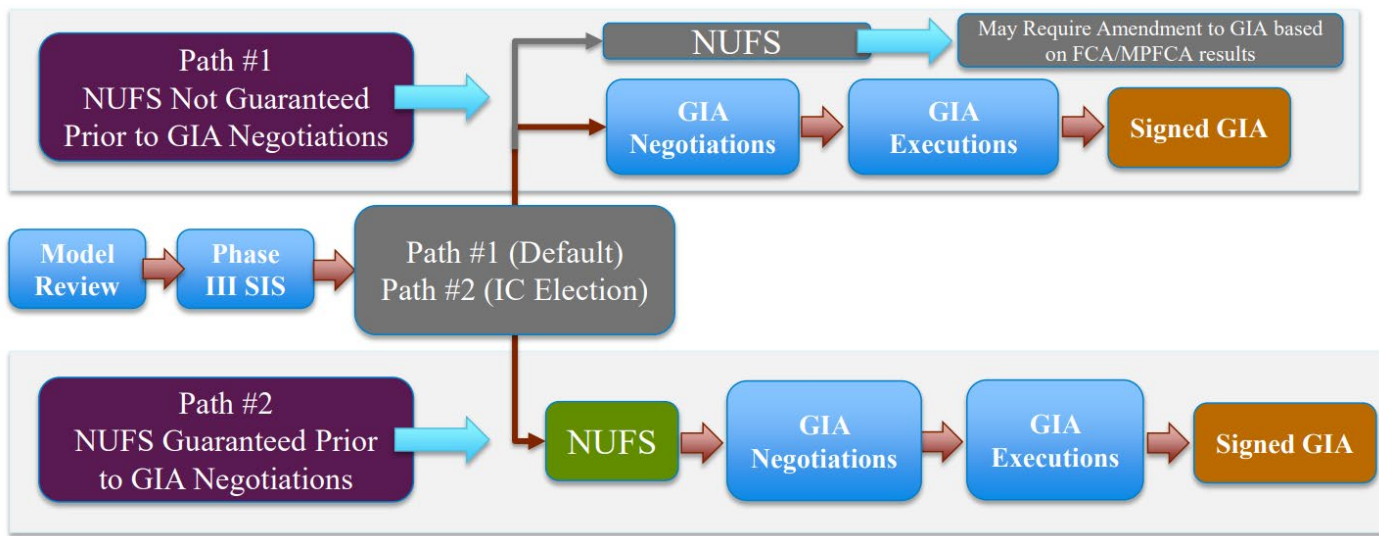 Path #1
NUFS Not Guaranteed
Prior to GIA Negotiations
NUFS
May Require Amendment to GIA based
on FCA/MPFCA results
GIA
Negotiations
GIA
Executions
Signed GIA
Model
Review
Phase
III SIS
Path #1 (Default)
Path #2 (IC Election)
Path #2
NUFS Guaranteed Prior
to GIA Negotiations
NUFS
GIA
Negotiations
GIA
Executions
Signed GIA